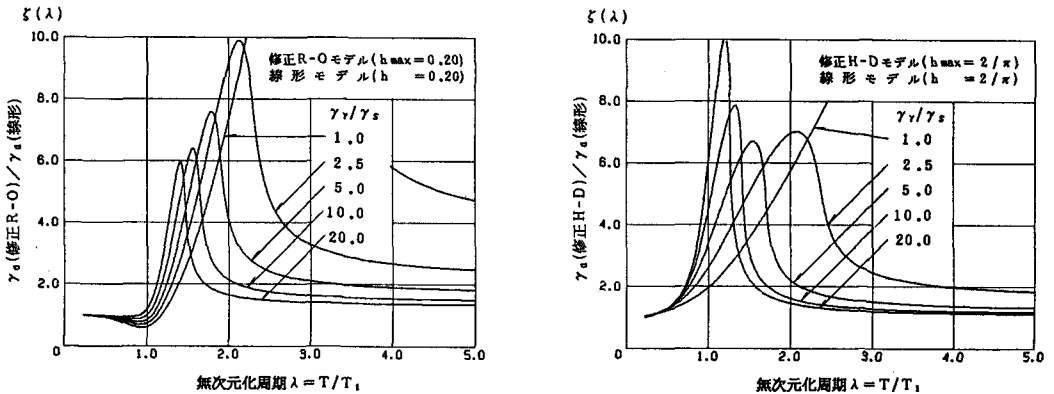 ζ(λ)
10.0
8.0
6.0
4.0
2.0
0
1.0
2.0
3.0
4.0
5.0
γd(修正R-O)/γd(線形)
修正R-Oモデル(hmax=0.20)
線形モデル(h =0.20)
γr/γs
1.0
2.5
5.0
10.0
20.0
無次元化周期λ=T/T₁
ζ(λ)
10.0
8.0
6.0
4.0
2.0
0
1.0
2.0
3.0
4.0
5.0
γd(修正H-D)/γd(線形)
修正H-Dモデル(hmax=2/π)
線形モデル(h =2/π)
γr/γs
1.0
2.5
5.0
10.0
20.0
無次元化周期λ=T/T₁